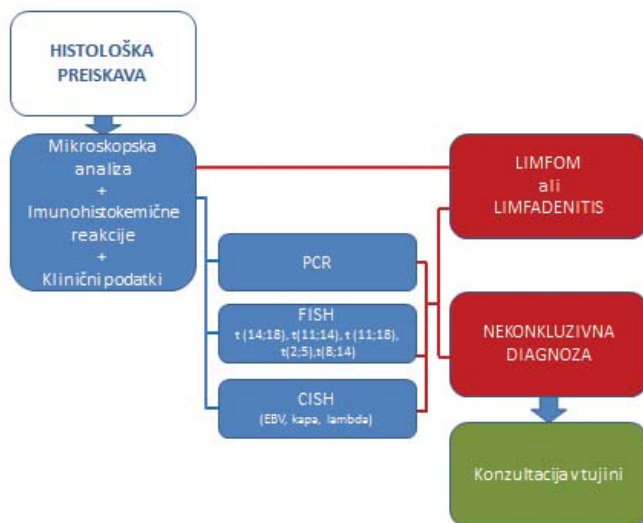 HISTOLOŠKA
PREISKAVA
Mikroskopska
analiza
+
Imunohistokemične
reakcije
+
Klinični podatki
PCR
FISH
t (14;18), t(11;14), t (11;18),
t(2;5),t(8;14)
CISH
(EBV, kapa, lambda)
LIMFOM
ali
LIMFADENITIS
NEKONKLUZIVNA
DIAGNOZA
Konzultacija v tujini